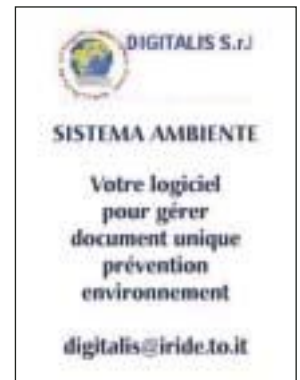 DIGITALIS S.r.l
SISTEMA AMBIENTE
Votre logiciel
pour gérer
document unique
prévention
environnement
digitalis@iride.to.it